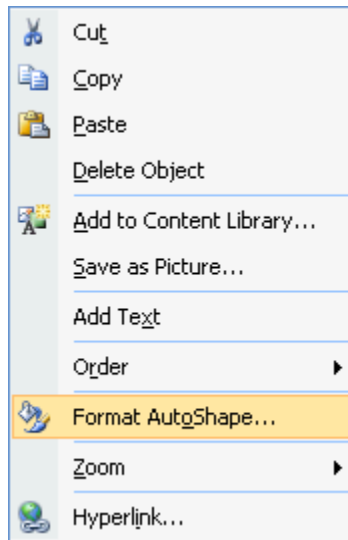 Cut
Copy
Paste
Delete Object
Add to Content Library...
Save as Picture...
Add Text
Order
Format AutoShape...
Zoom
Hyperlink...